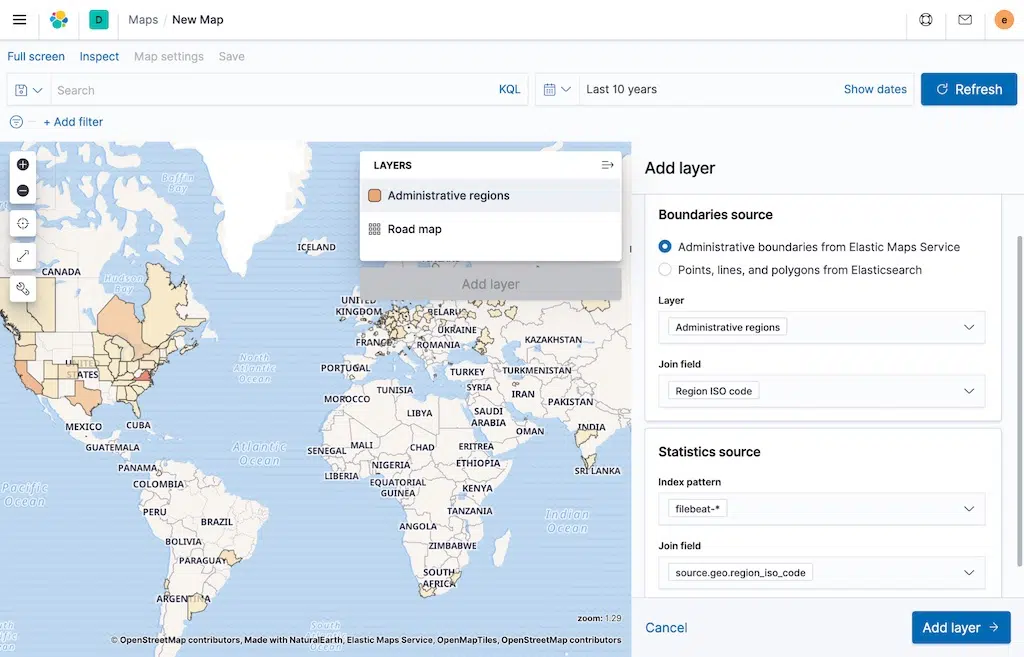 D
Maps / New Map
e
Full screen
Inspect
Map settings
Save
Search
KQL
Last 10 years
Show dates
Refresh
+ Add filter
LAYERS
Administrative regions
Road map
Add layer
Baffin
Bay
ICELAND
CANADA
Hudson
Bay
UNITED
KINGDOM
BELARUS
UKRAINE
FRANCE
ROMANIA
KAZAKHSTAN
North
Atlantic
Ocean
STATES
PORTUGAL
TURKEY
TURKMENISTAN
TUNISIA
SYRIA
IRAN
MOROCCO
PAKISTAN
LIBYA
SAUDI
ARABIA
MEXICO
CUBA
OMAN
INDIA
GUATEMALA
Atlantic
Ocean
SENEGAL
MALI
CHAD
ERITREA
PANAMA
NIGERIA
ETHIOPIA
SRI LANKA
COLOMBIA
LIBERIA
EQUATORIAL
GUINEA
KENYA
Pacific
Ocean
PERU
BRAZIL
TANZANIA
ANGOLA
Indian
Ocean
BOLIVIA
ZIMBABWE
PARAGUAY
SOUTH
AFRICA
ARGENTINA
zoom: 1.29
South
© OpenStreetMap contributors, Made with NaturalEarth, Elastic Maps Service, OpenMapTiles, OpenStreetMap contributors
Add layer
Boundaries source
Administrative boundaries from Elastic Maps Service
Points, lines, and polygons from Elasticsearch
Layer
Administrative regions
Join field
Region ISO code
Statistics source
Index pattern
filebeat-*
Join field
source.geo.region_iso_code
Cancel
Add layer